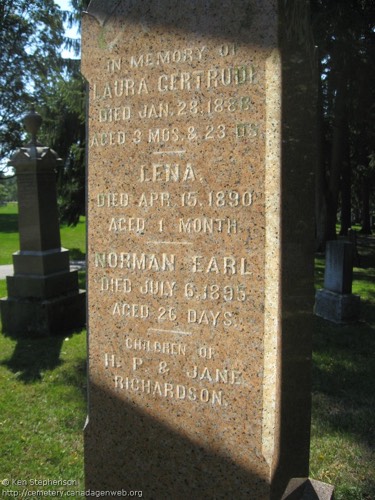 IN MEMORY OF
LAURA GERTRUDE
DIED JAN. 28. 1888
AGED 3 MOS. & 23 DS.
LENA.
DIED APR. 15. 1890
AGED 1 MONTH.
NORMAN EARL
DIED JULY 6. 1895
AGED 26 DAYS.
CHILDREN OF
H. P. & JANE
RICHARDSON.
© Ken Stephenson
http://cemetery.canadagenweb.org